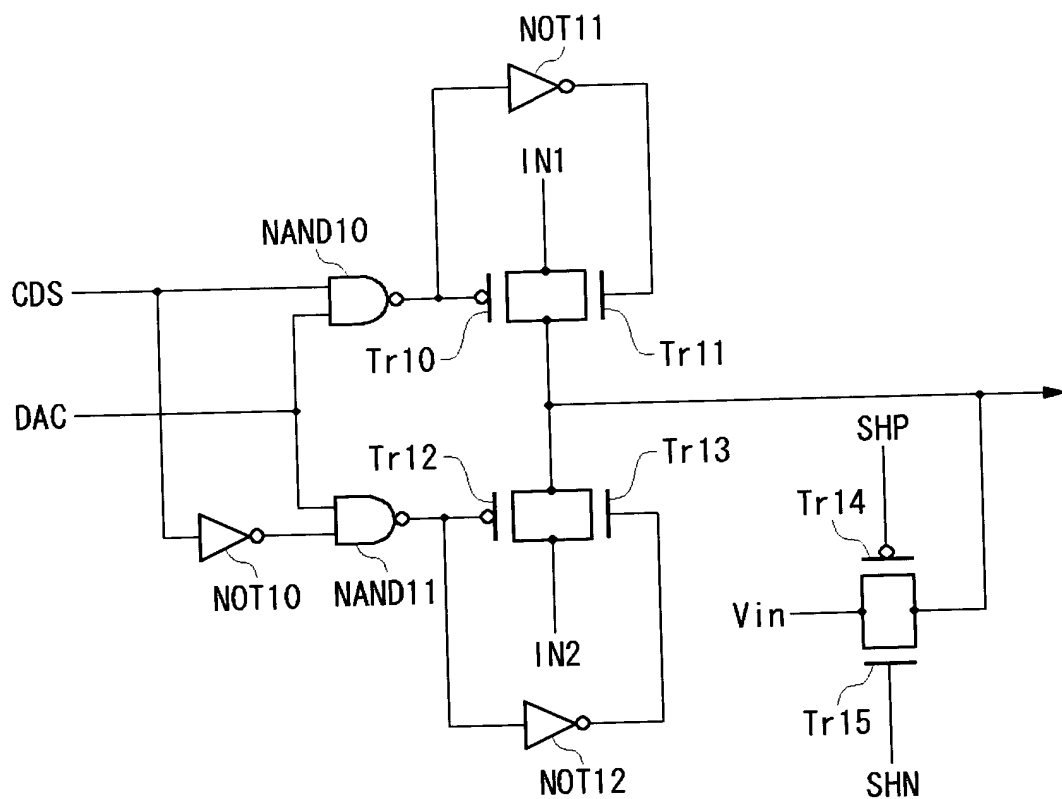 NOT11
IN1
NAND10
CDS
Tr10
Tr11
DAC
SHP
Tr12
Tr13
Tr14
NOT10
NAND11
Vin
IN2
Tr15
NOT12
SHN